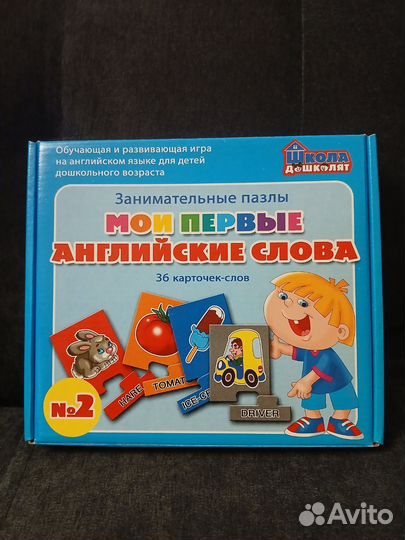 Обучающая и развивающая игра
на английском языке для детей
дошкольного возраста
ШКОЛА
ДОШКОЛЯТ
Занимательные пазлы
МОИ ПЕРВЫЕ
АНГЛИЙСКИЕ СЛОВА
36 карточек-слов
HARE
TOMAT
ICE-CR
DRIVER
№2
Avito